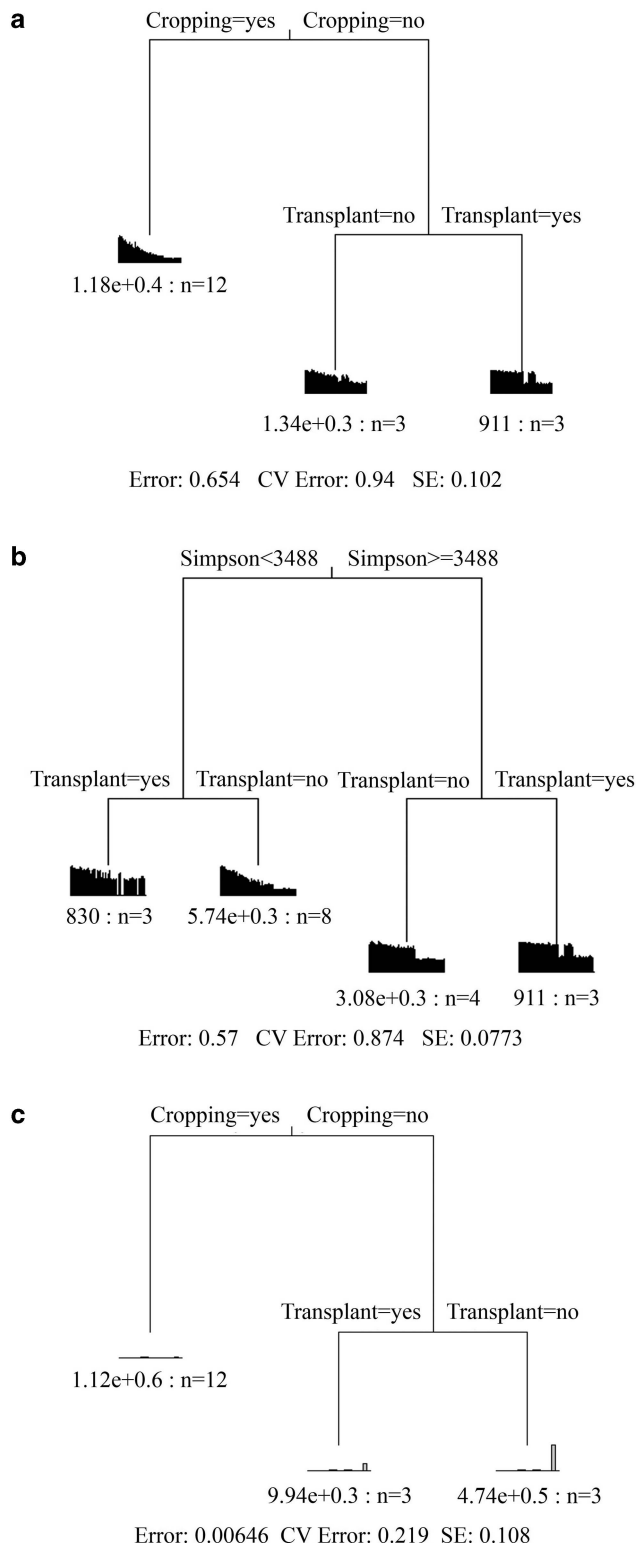 a
Cropping=yes Cropping=no
Transplant=no Transplant=yes
1.18e+0.4 : n=12
1.34e+0.3 : n=3 911 : n=3
Error: 0.654 CV Error: 0.94 SE: 0.102
b
Simpson<3488 Simpson>=3488
Transplant=yes Transplant=no Transplant=no Transplant=yes
830 : n=3 5.74e+0.3 : n=8
3.08e+0.3 : n=4 911 : n=3
Error: 0.57 CV Error: 0.874 SE: 0.0773
c
Cropping=yes Cropping=no
Transplant=yes Transplant=no
1.12e+0.6 : n=12
9.94e+0.3 : n=3 4.74e+0.5 : n=3
Error: 0.00646 CV Error: 0.219 SE: 0.108